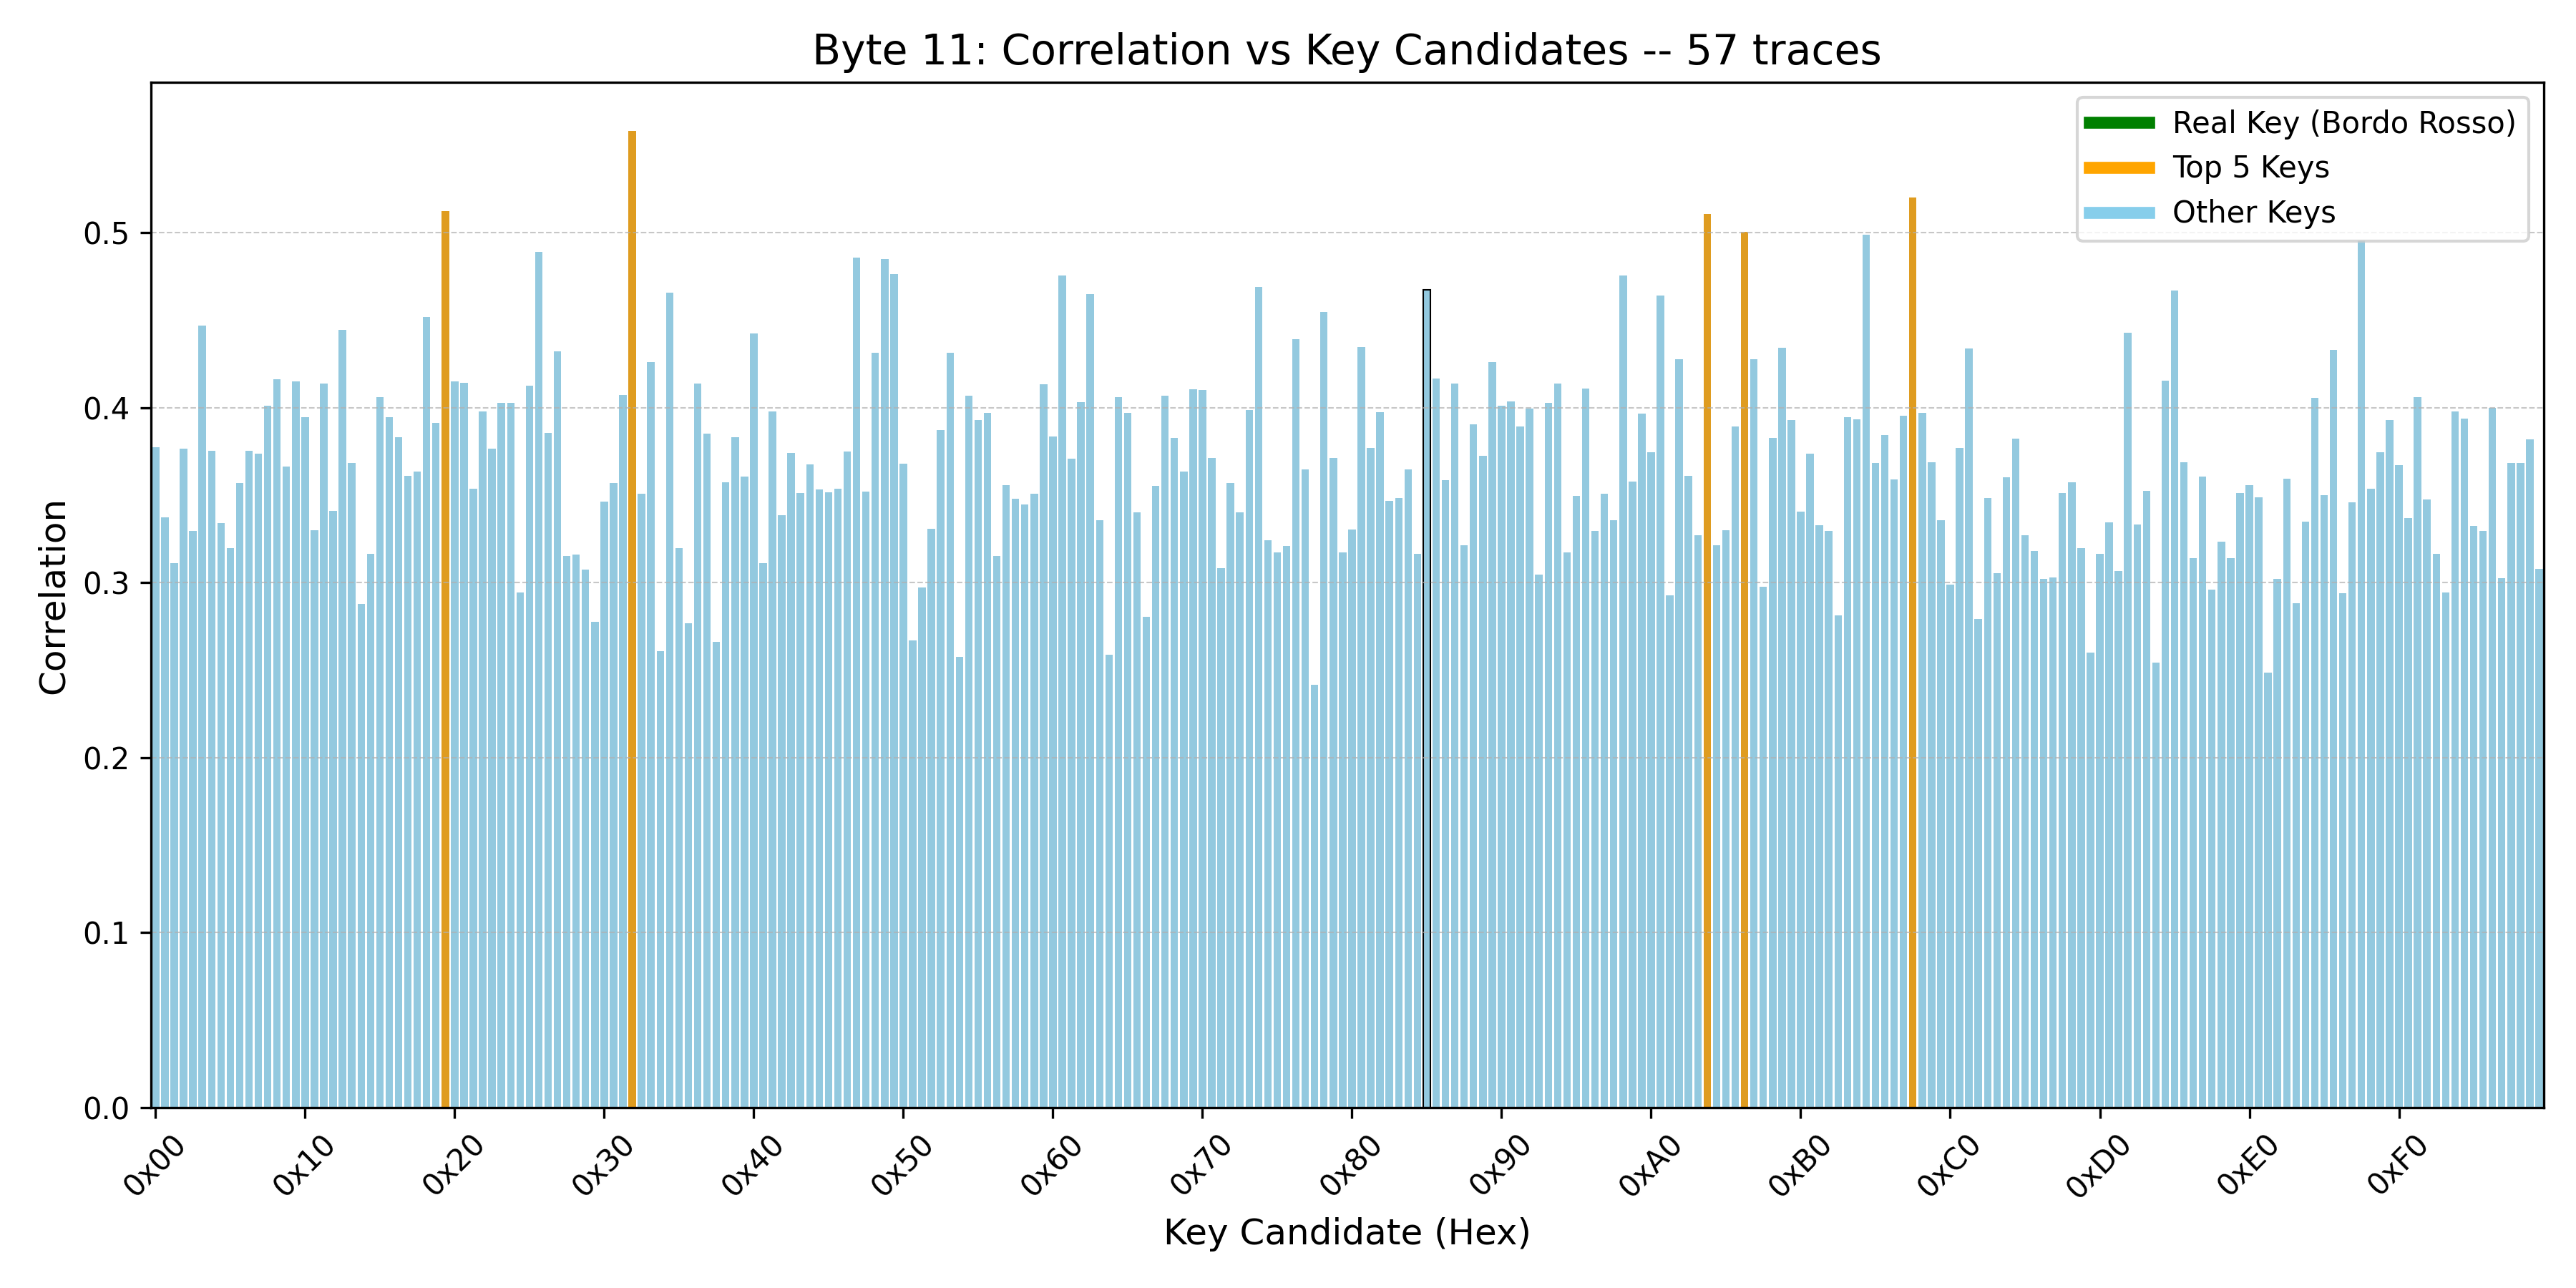 Byte 11: Correlation vs Key Candidates -- 57 traces
Real Key (Bordo Rosso)
Top 5 Keys
Other Keys
Correlation
0.5
0.4
0.3
0.2
0.1
0.0
0x00 0x10 0x20 0x30 0x40 0x50 0x60 0x70 0x80 0x90 0xA0 0xB0 0xC0 0xD0 0xE0 0xF0
Key Candidate (Hex)